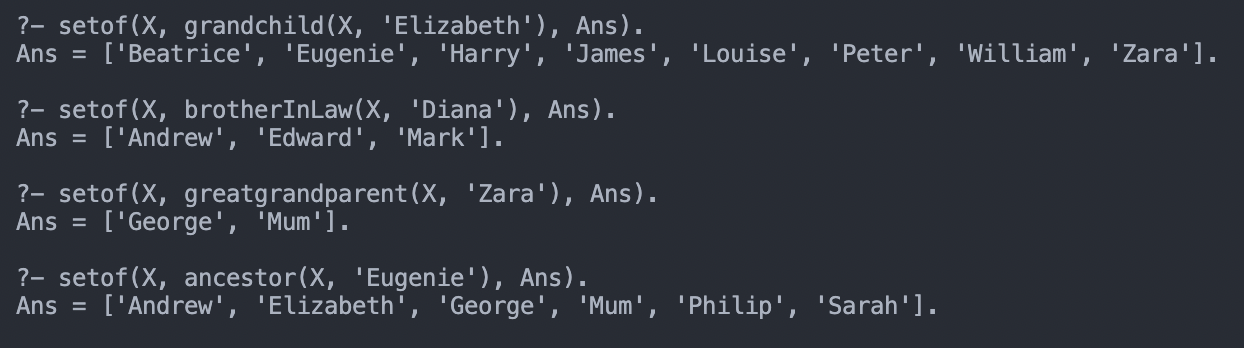 ?- setof(X, grandchild(X, 'Elizabeth'), Ans).
Ans = ['Beatrice', 'Eugenie', 'Harry', 'James', 'Louise', 'Peter', 'William', 'Zara'].
?- setof(X, brotherInLaw(X, 'Diana'), Ans).
Ans = ['Andrew', 'Edward', 'Mark'].
?- setof(X, greatgrandparent(X, 'Zara'), Ans).
Ans = ['George', 'Mum'].
?- setof(X, ancestor(X, 'Eugenie'), Ans).
Ans = ['Andrew', 'Elizabeth', 'George', 'Mum', 'Philip', 'Sarah'].